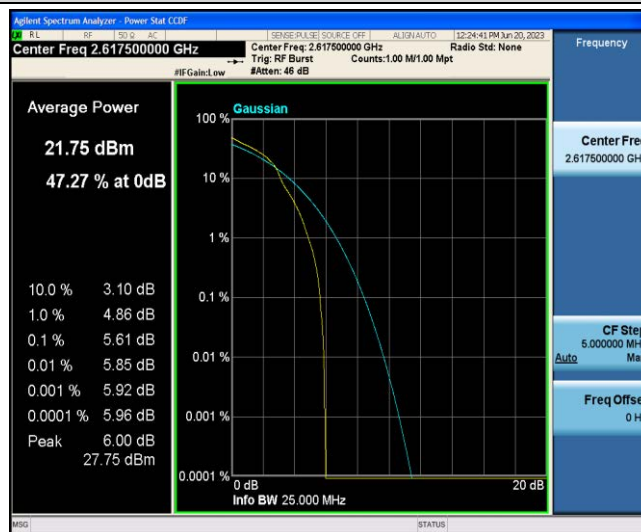 Agilent Spectrum Analyzer - Power Stat CCDF
RL RF 50 Ω AC SENSE:PULSE SOURCE OFF ALIGNAUTO 12:24:41 PM Jun 20, 2023
Center Freq 2.617500000 GHz
Center Freq: 2.617500000 GHz Radio Std: None
Trig: RF Burst Counts:1.00 M/1.00 Mpt
#IFGain:Low #Atten: 46 dB
Frequency
Average Power
21.75 dBm
47.27 % at 0dB
10.0 % 3.10 dB
1.0 % 4.86 dB
0.1 % 5.61 dB
0.01 % 5.85 dB
0.001 % 5.92 dB
0.0001 % 5.96 dB
Peak 6.00 dB
27.75 dBm
Gaussian
100 %
10 %
1 %
0.1 %
0.01 %
0.001 %
0.0001 %
0 dB 20 dB
Info BW 25.000 MHz
Center Fre
2.617500000 GH
CF Step
5.000000 MH
Auto Ma
Freq Offse
0 H
MSG STATUS